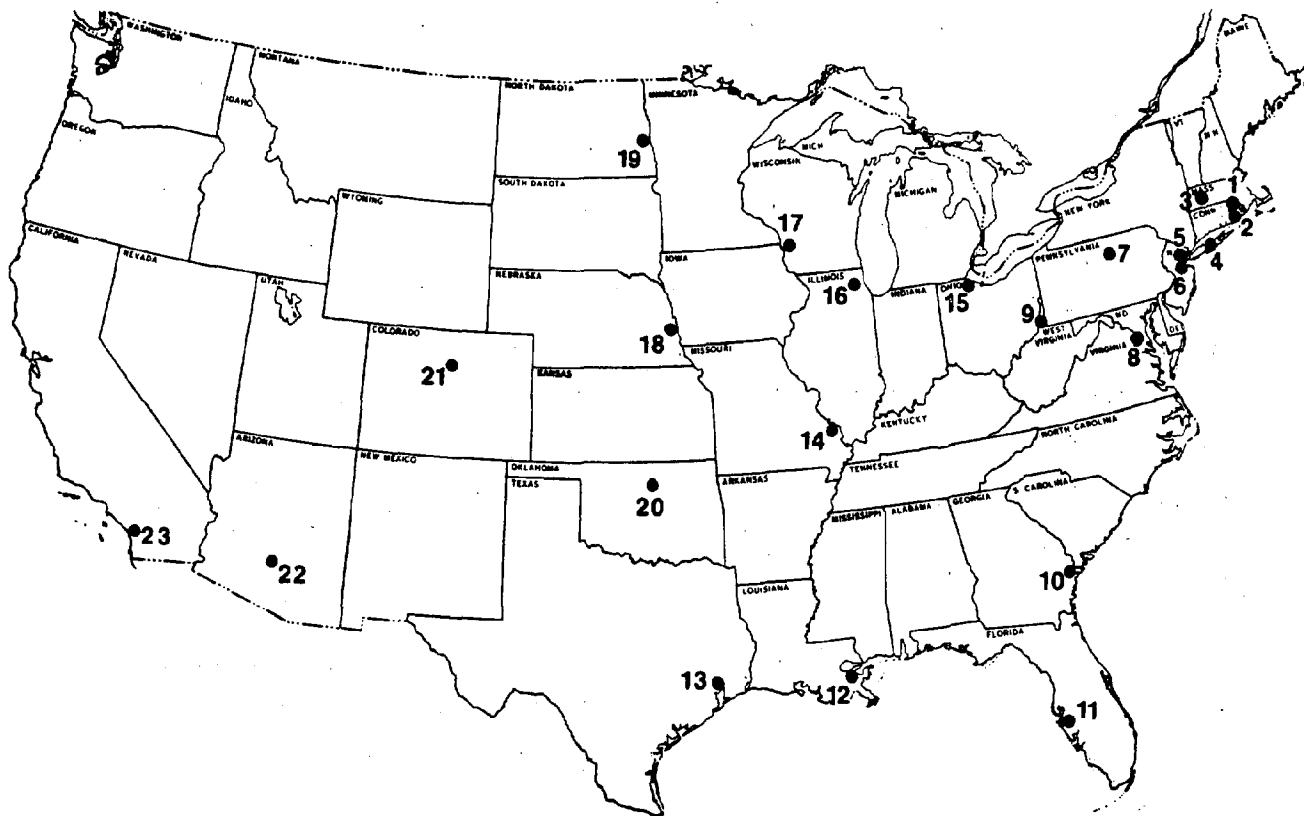 WASHINGTON
MONTANA
NORTH DAKOTA
MINNESOTA
MAINE
IDAHO
OREGON
VT
N H
19
WISCONSIN
MICH
MICHIGAN
SOUTH DAKOTA
WYOMING
3
MASS
1
CONN
2
NEW YORK
CALIFORNIA
NEVADA
17
IOWA
5
4
PENNSYLVANIA
7
NEBRASKA
UTAH
ILLINOIS
16
INDIANA
OHIO
15
6
COLORADO
18
MISSOURI
9
WEST
VIRGINIA
MD
DEL
VIRGINIA
8
21
KANSAS
14
KENTUCKY
ARIZONA
NEW MEXICO
OKLAHOMA
TEXAS
TENNESSEE
NORTH CAROLINA
ARKANSAS
20
MISSISSIPPI
ALABAMA
GEORGIA
S CAROLINA
23
22
10
LOUISIANA
FLORIDA
13
12
11